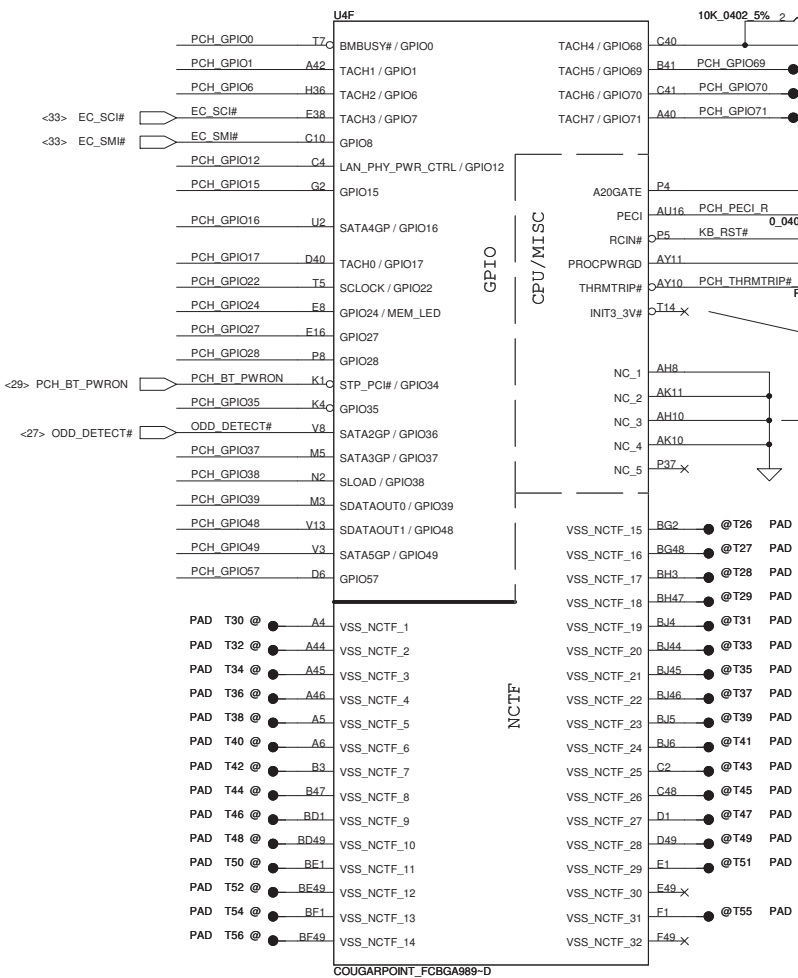 U4F
10K_0402_5% 2
PCH_GPIO0 T7 BMBUSY# / GPIO0 TACH4 / GPIO68 C40
PCH_GPIO1 A42 TACH1 / GPIO1 TACH5 / GPIO69 B41 PCH_GPIO69
PCH_GPIO6 H36 TACH2 / GPIO6 TACH6 / GPIO70 C41 PCH_GPIO70
<33> EC_SCI# EC_SCI# E38 TACH3 / GPIO7 TACH7 / GPIO71 A40 PCH_GPIO71
<33> EC_SMI# EC_SMI# C10 GPIO8
PCH_GPIO12 C4 LAN_PHY_PWR_CTRL / GPIO12
PCH_GPIO15 G2 GPIO15 A20GATE P4
PECI AU16 PCH_PECI_R
PCH_GPIO16 U2 SATA4GP / GPIO16 0_040
RCIN# P5 KB_RST#
PCH_GPIO17 D40 TACH0 / GPIO17 PROCPWRGD AY11
PCH_GPIO22 T5 SCLOCK / GPIO22 THRMTRIP# AY10 PCH_THRMTRIP#
PCH_GPIO24 E8 GPIO24 / MEM_LED INIT3_3V# T14
GPIO
CPU/MISC
PCH_GPIO27 E16 GPIO27
PCH_GPIO28 P8 GPIO28 NC_1 AH8
<29> PCH_BT_PWRON PCH_BT_PWRON K1 STP_PCI# / GPIO34 NC_2 AK11
PCH_GPIO35 K4 GPIO35 NC_3 AH10
<27> ODD_DETECT# ODD_DETECT# V8 SATA2GP / GPIO36 NC_4 AK10
PCH_GPIO37 M5 SATA3GP / GPIO37 NC_5 P37
PCH_GPIO38 N2 SLOAD / GPIO38
PCH_GPIO39 M3 SDATAOUT0 / GPIO39
PCH_GPIO48 V13 SDATAOUT1 / GPIO48 VSS_NCTF_15 BG2 @T26 PAD
PCH_GPIO49 V3 SATA5GP / GPIO49 VSS_NCTF_16 BG48 @T27 PAD
PCH_GPIO57 D6 GPIO57 VSS_NCTF_17 BH3 @T28 PAD
VSS_NCTF_18 BH47 @T29 PAD
PAD T30 @ A4 VSS_NCTF_1 VSS_NCTF_19 BJ4 @T31 PAD
PAD T32 @ A44 VSS_NCTF_2 VSS_NCTF_20 BJ44 @T33 PAD
PAD T34 @ A45 VSS_NCTF_3 VSS_NCTF_21 BJ45 @T35 PAD
PAD T36 @ A46 VSS_NCTF_4 VSS_NCTF_22 BJ46 @T37 PAD
PAD T38 @ A5 VSS_NCTF_5 VSS_NCTF_23 BJ5 @T39 PAD
NCTF
PAD T40 @ A6 VSS_NCTF_6 VSS_NCTF_24 BJ6 @T41 PAD
PAD T42 @ B3 VSS_NCTF_7 VSS_NCTF_25 C2 @T43 PAD
PAD T44 @ B47 VSS_NCTF_8 VSS_NCTF_26 C48 @T45 PAD
PAD T46 @ BD1 VSS_NCTF_9 VSS_NCTF_27 D1 @T47 PAD
PAD T48 @ BD49 VSS_NCTF_10 VSS_NCTF_28 D49 @T49 PAD
PAD T50 @ BE1 VSS_NCTF_11 VSS_NCTF_29 E1 @T51 PAD
PAD T52 @ BE49 VSS_NCTF_12 VSS_NCTF_30 E49
PAD T54 @ BF1 VSS_NCTF_13 VSS_NCTF_31 F1 @T55 PAD
PAD T56 @ BF49 VSS_NCTF_14 VSS_NCTF_32 F49
COUGARPOINT_FCBGA989~D